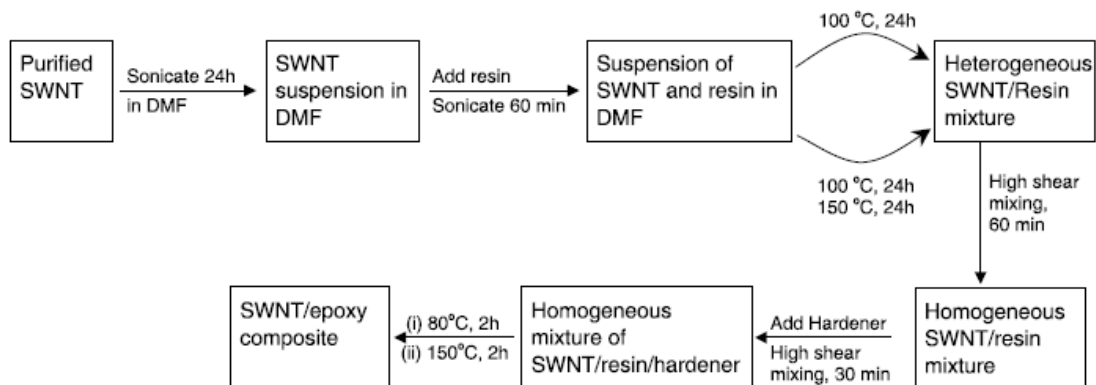 Purified
SWNT
Sonicate 24h
in DMF
SWNT
suspension in
DMF
Add resin
Sonicate 60 min
Suspension of
SWNT and resin in
DMF
100 °C, 24h
100 °C, 24h
150 °C, 24h
Heterogeneous
SWNT/Resin
mixture
High shear
mixing,
60 min
Homogeneous
SWNT/resin
mixture
Add Hardener
High shear
mixing, 30 min
Homogeneous
mixture of
SWNT/resin/hardener
(i) 80°C, 2h
(ii) 150°C, 2h
SWNT/epoxy
composite